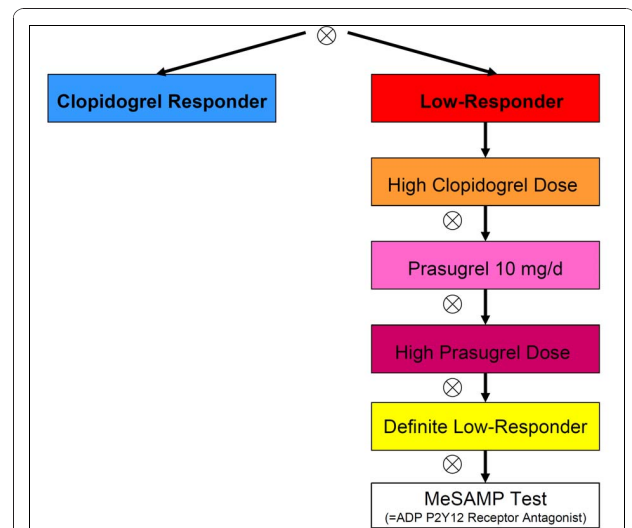 Clopidogrel Responder
Low-Responder
High Clopidogrel Dose
Prasugrel 10 mg/d
High Prasugrel Dose
Definite Low-Responder
MeSAMP Test
(=ADP P2Y12 Receptor Antagonist)